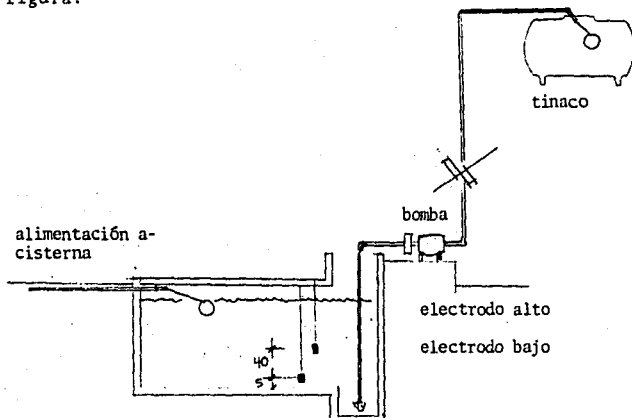 figura:
tinaco
bomba
alimentación a-
cisterna
electrodo alto
electrodo bajo
40
5